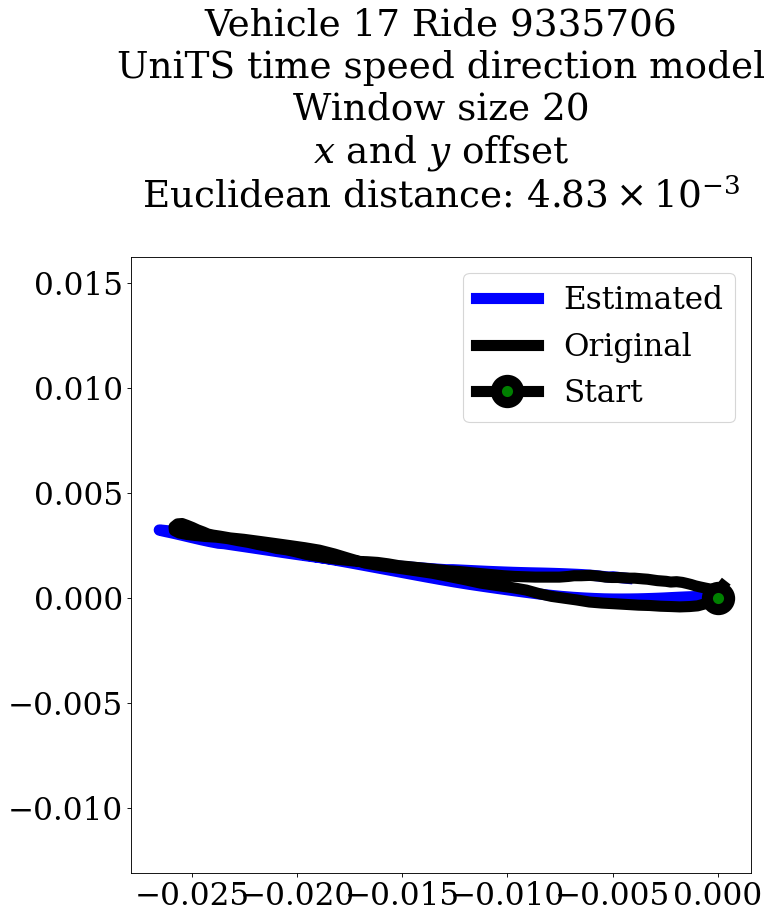 Vehicle 17 Ride 9335706
UniTS time speed direction model
Window size 20
x and y offset
Euclidean distance: 4.83 × 10⁻³
Estimated
Original
Start
0.015
0.010
0.005
0.000
−0.005
−0.010
−0.025 −0.020 −0.015 −0.010 −0.005 0.000